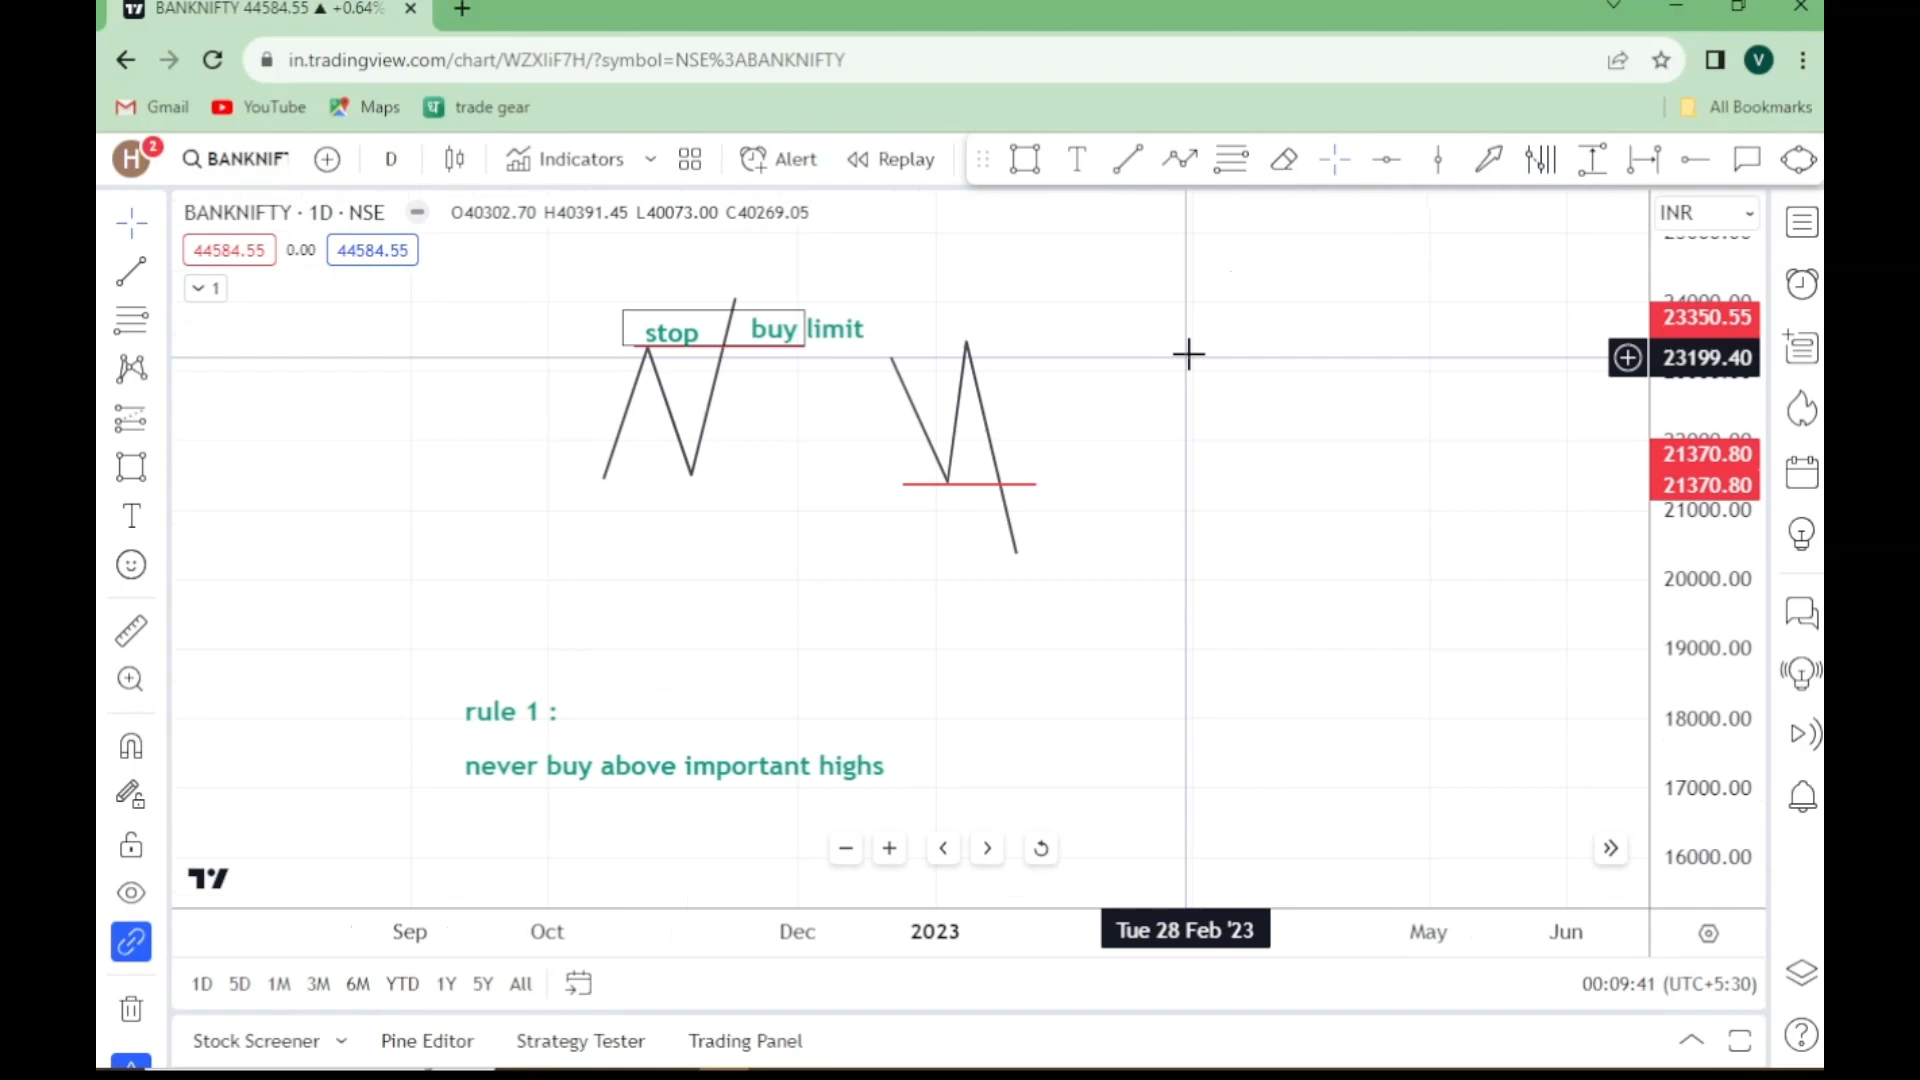 BANKNIFTY 44584.55 ▲ +0.64%
in.tradingview.com/chart/WZXIiF7H/?symbol=NSE%3ABANKNIFTY
V
Gmail YouTube Maps trade gear All Bookmarks
H 2 BANKNIF D Indicators Alert Replay
BANKNIFTY · 1D · NSE O40302.70 H40391.45 L40073.00 C40269.05 INR
44584.55 0.00 44584.55
1
stop buy limit
23350.55
23199.40
21370.80
21370.80
21000.00
20000.00
19000.00
18000.00
17000.00
16000.00
rule 1 :
never buy above important highs
Sep Oct Dec 2023 Tue 28 Feb '23 May Jun
1D 5D 1M 3M 6M YTD 1Y 5Y All 00:09:41 (UTC+5:30)
Stock Screener Pine Editor Strategy Tester Trading Panel